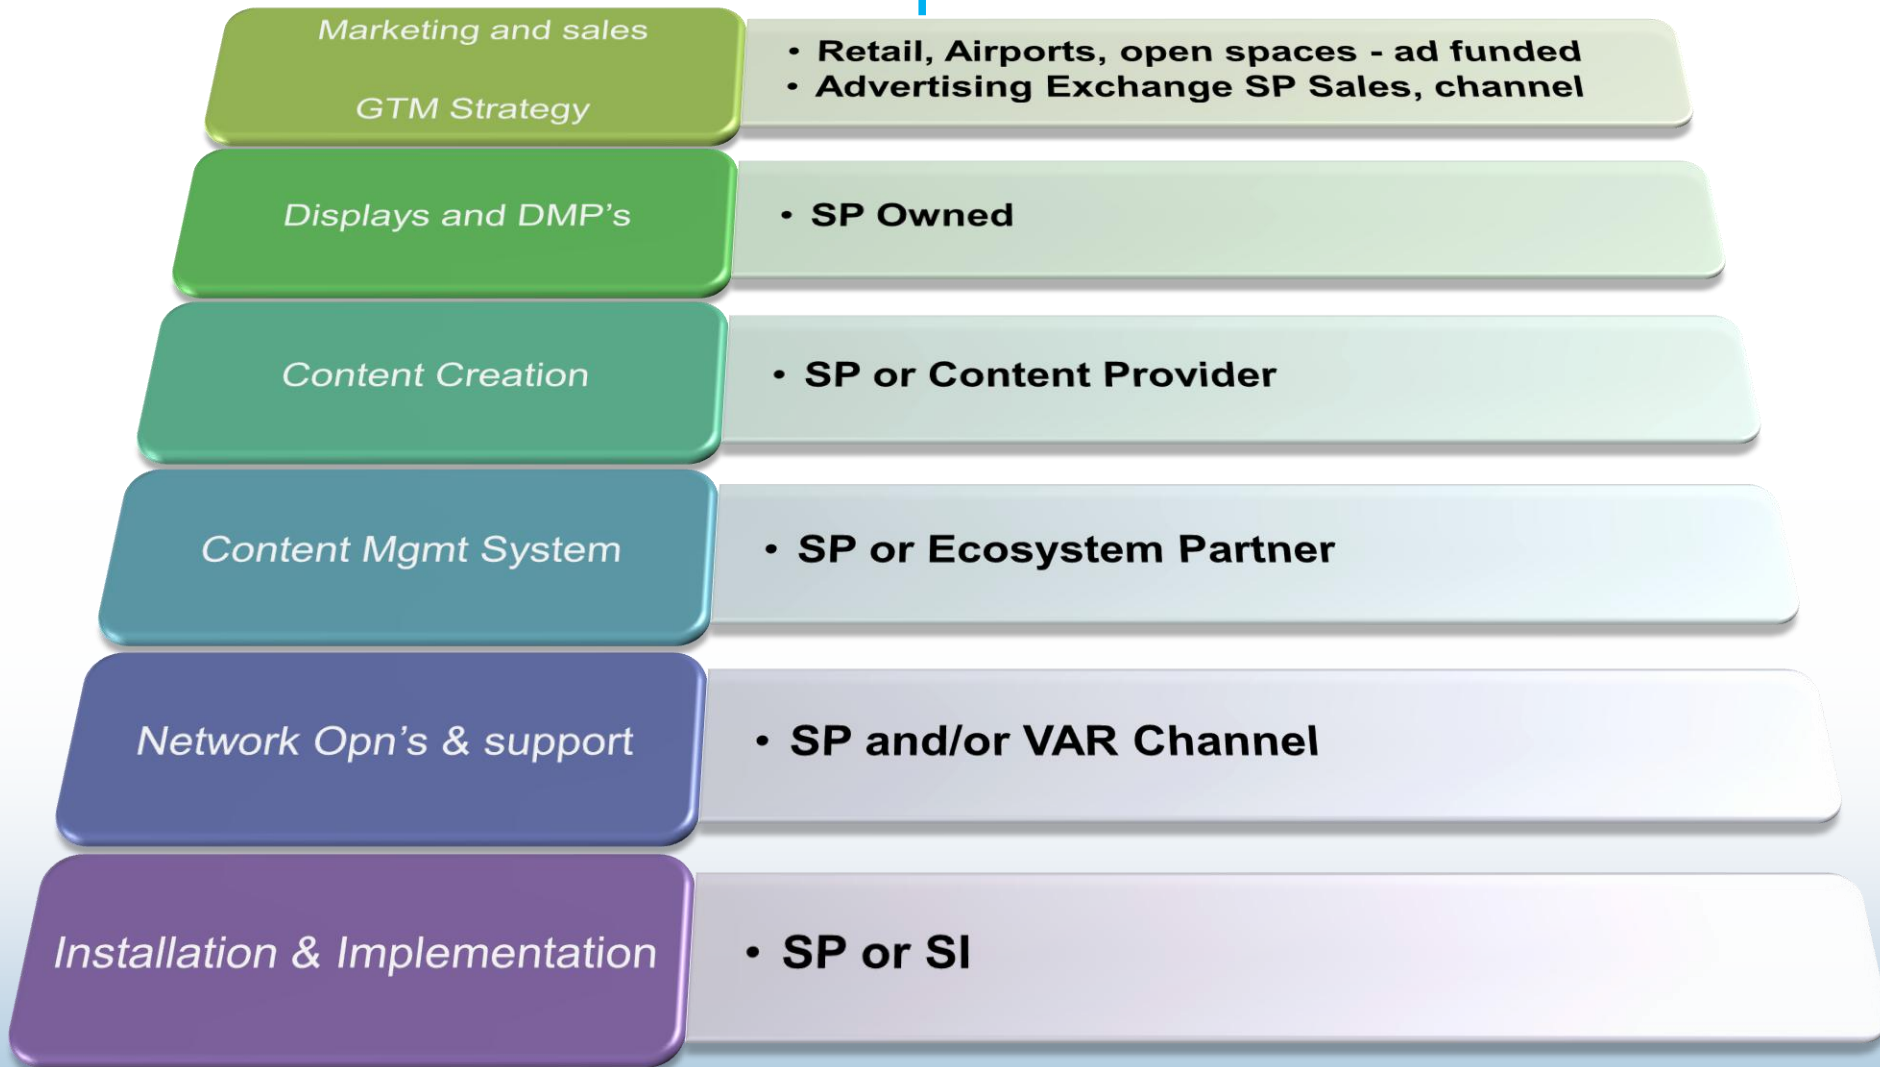 Marketing and sales
GTM Strategy
• Retail, Airports, open spaces - ad funded
• Advertising Exchange SP Sales, channel
Displays and DMP’s
• SP Owned
Content Creation
• SP or Content Provider
Content Mgmt System
• SP or Ecosystem Partner
Network Opn’s & support
• SP and/or VAR Channel
Installation & Implementation
• SP or SI